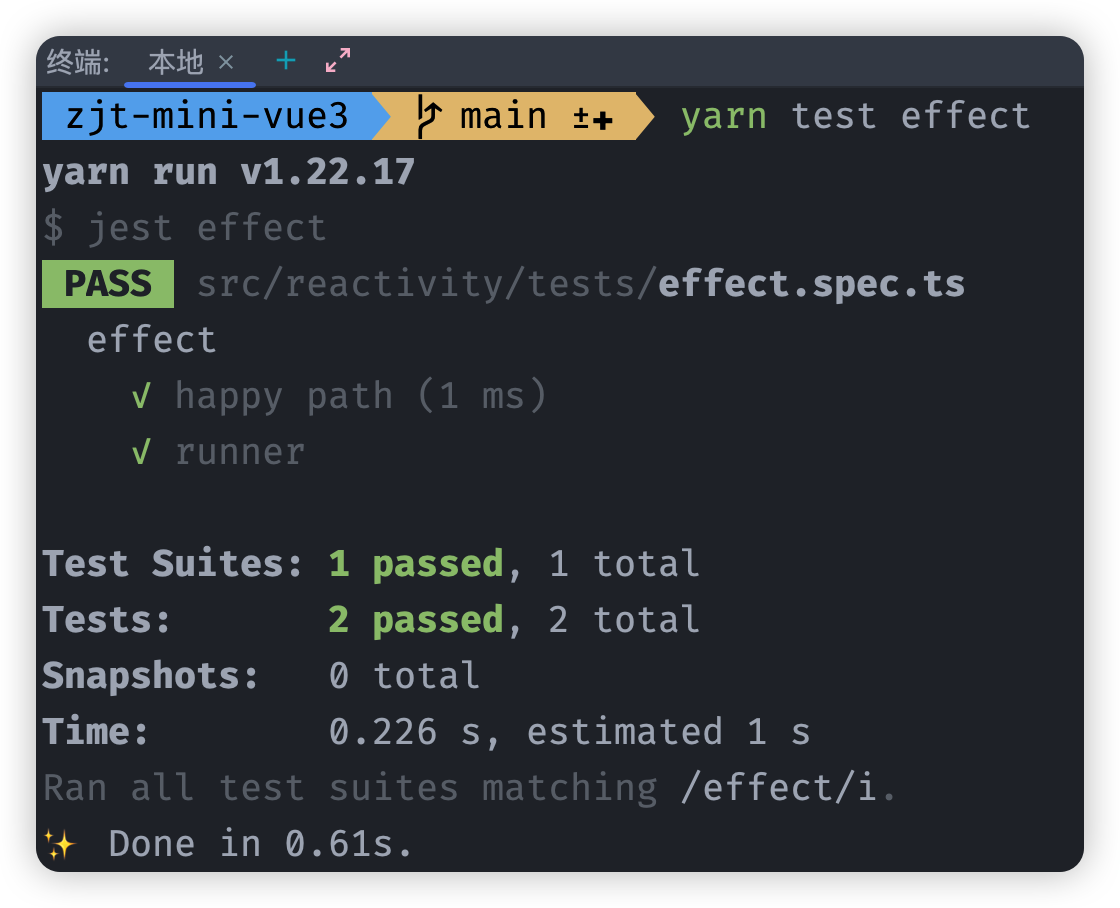 终端: 本地 × +
zjt-mini-vue3 main ±✚ yarn test effect
yarn run v1.22.17
$ jest effect
PASS src/reactivity/tests/effect.spec.ts
effect
√ happy path (1 ms)
√ runner
Test Suites: 1 passed, 1 total
Tests: 2 passed, 2 total
Snapshots: 0 total
Time: 0.226 s, estimated 1 s
Ran all test suites matching /effect/i.
✨ Done in 0.61s.